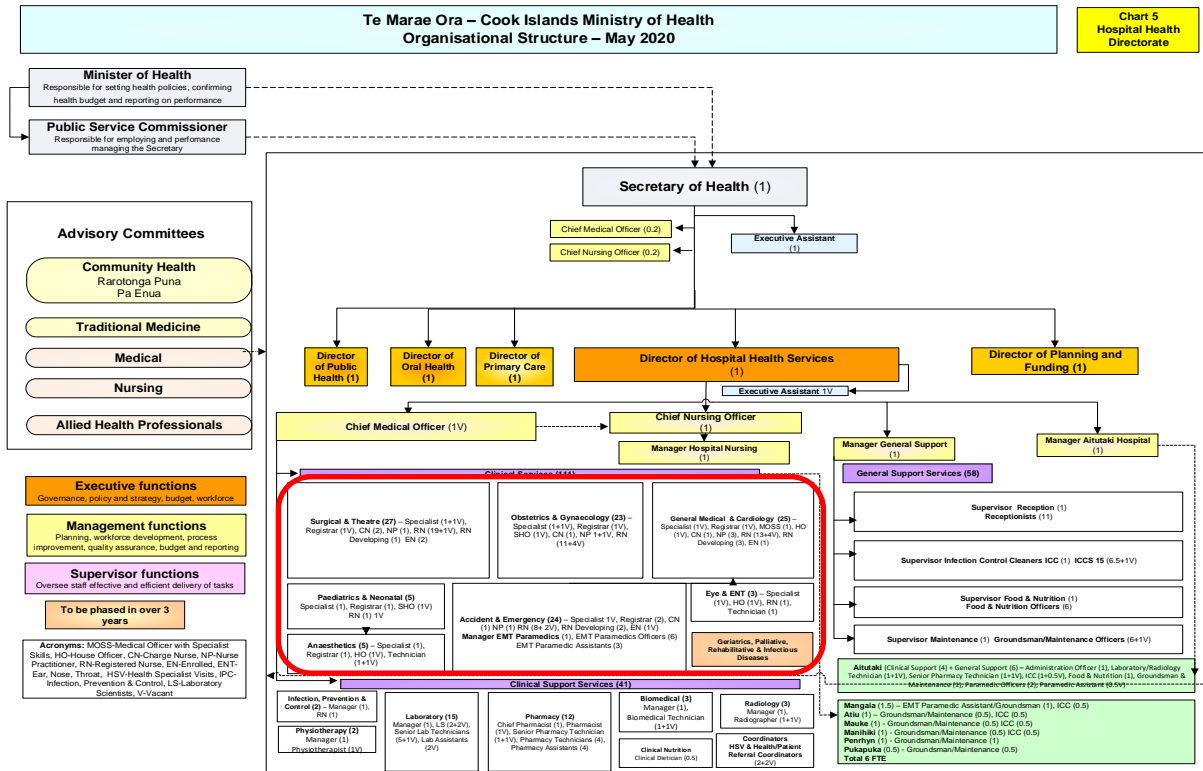 Te Marae Ora – Cook Islands Ministry of Health
Organisational Structure – May 2020
Chart 5
Hospital Health
Directorate
Minister of Health
Responsible for setting health policies, confirming
health budget and reporting on performance
Public Service Commissioner
Responsible for employing and perfomance
managing the Secretary
Secretary of Health (1)
Chief Medical Officer (0.2)
Chief Nursing Officer (0.2)
Executive Assistant
(1)
Advisory Committees
Community Health
Rarotonga Puna
Pa Enua
Traditional Medicine
Medical
Nursing
Allied Health Professionals
Director
of Public
Health (1)
Director of
Oral Health
(1)
Director of
Primary Care
(1)
Director of Hospital Health Services
(1)
Director of Planning and
Funding (1)
Executive Assistant 1V
Chief Medical Officer (1V)
Chief Nursing Officer
(1)
Manager Hospital Nursing
(1)
Manager General Support
(1)
Manager Aitutaki Hospital
(1)
Clinical Services (111)
General Support Services (58)
Executive functions
Governance, policy and strategy, budget, workforce
Management functions
Planning, workforce development, process
improvement, quality assurance, budget and reporting
Supervisor functions
Oversee staff effective and efficient delivery of tasks
To be phased in over 3
years
Acronyms: MOSS-Medical Officer with Specialist
Skills, HO-House Officer, CN-Charge Nurse, NP-Nurse
Practitioner, RN-Registered Nurse, EN-Enrolled, ENT-
Ear, Nose, Throat, HSV-Health Specialist Visits, IPC-
Infection, Prevention & Control, LS-Laboratory
Scientists, V-Vacant
Surgical & Theatre (27) – Specialist (1+1V),
Registrar (1V), CN (2), NP (1), RN (19+1V), RN
Developing (1) EN (2)
Obstetrics & Gynaecology (23) –
Specialist (1+1V), Registrar (1V),
SHO (1V), CN (1), NP 1+1V, RN
(11+4V)
General Medical & Cardiology (25) –
Specialist (1V), Registrar (1V), MOSS (1), HO
(1V), CN (1), NP (3), RN (13+4V), RN
Developing (3), EN (1)
Paediatrics & Neonatal (5)
Specialist (1), Registrar (1), SHO (1V)
RN (1) 1V
Anaesthetics (5) – Specialist (1),
Registrar (1), HO (1V), Technician
(1+1V)
Accident & Emergency (24) – Specialist 1V, Registrar (2), CN
(1) NP (1) RN (8+ 2V), RN Developing (2), EN (1V)
Manager EMT Paramedics (1), EMT Paramedics Officers (6)
EMT Paramedic Assistants (3)
Eye & ENT (3) – Specialist
(1V), HO (1V), RN (1),
Technician (1)
Geriatrics, Palliative,
Rehabilitative & Infectious
Diseases
Supervisor Reception (1)
Receptionists (11)
Supervisor Infection Control Cleaners ICC (1) ICCS 15 (6.5+1V)
Supervisor Food & Nutrition (1)
Food & Nutrition Officers (6)
Supervisor Maintenance (1) Groundsman/Maintenance Officers (6+1V)
Clinical Support Services (41)
Infection, Prevention &
Control (2) – Manager (1),
RN (1)
Physiotherapy (2)
Manager (1)
Physiotherapist (1V)
Laboratory (15)
Manager (1), LS (2+2V),
Senior Lab Technicians
(5+1V), Lab Assistants
(2V)
Pharmacy (12)
Chief Pharmacist (1), Pharmacist
(1V), Senior Pharmacy Technician
(1+1V), Pharmacy Technicians (4),
Pharmacy Assistants (4)
Biomedical (3)
Manager (1),
Biomedical Technician
(1+1V)
Clinical Nutrition
Clinical Dietician (0.5)
Radiology (3)
Manager (1),
Radiographer (1+1V)
Coordinators
HSV & Health/Patient
Referral Coordinators
(2+2V)
Aitutaki (Clinical Support (4) + General Support (6) – Administration Officer (1), Laboratory/Radiology
Technician (1+1V), Senior Pharmacy Technician (1+1V), ICC (1+0.5V), Food & Nutrition (1), Groundsman &
Maintenance (1), Paramedic Officers (2), Paramedic Assistant (0.5V)
Mangaia (1.5) – EMT Paramedic Assistant/Groundsman (1), ICC (0.5)
Atiu (1) – Groundsman/Maintenance (0.5), ICC (0.5)
Mauke (1) - Groundsman/Maintenance (0.5) ICC (0.5)
Manihiki (1) - Groundsman/Maintenance (0.5) ICC (0.5)
Penrhyn (1) - Groundsman/Maintenance (1)
Pukapuka (0.5) - Groundsman/Maintenance (0.5)
Total 6 FTE